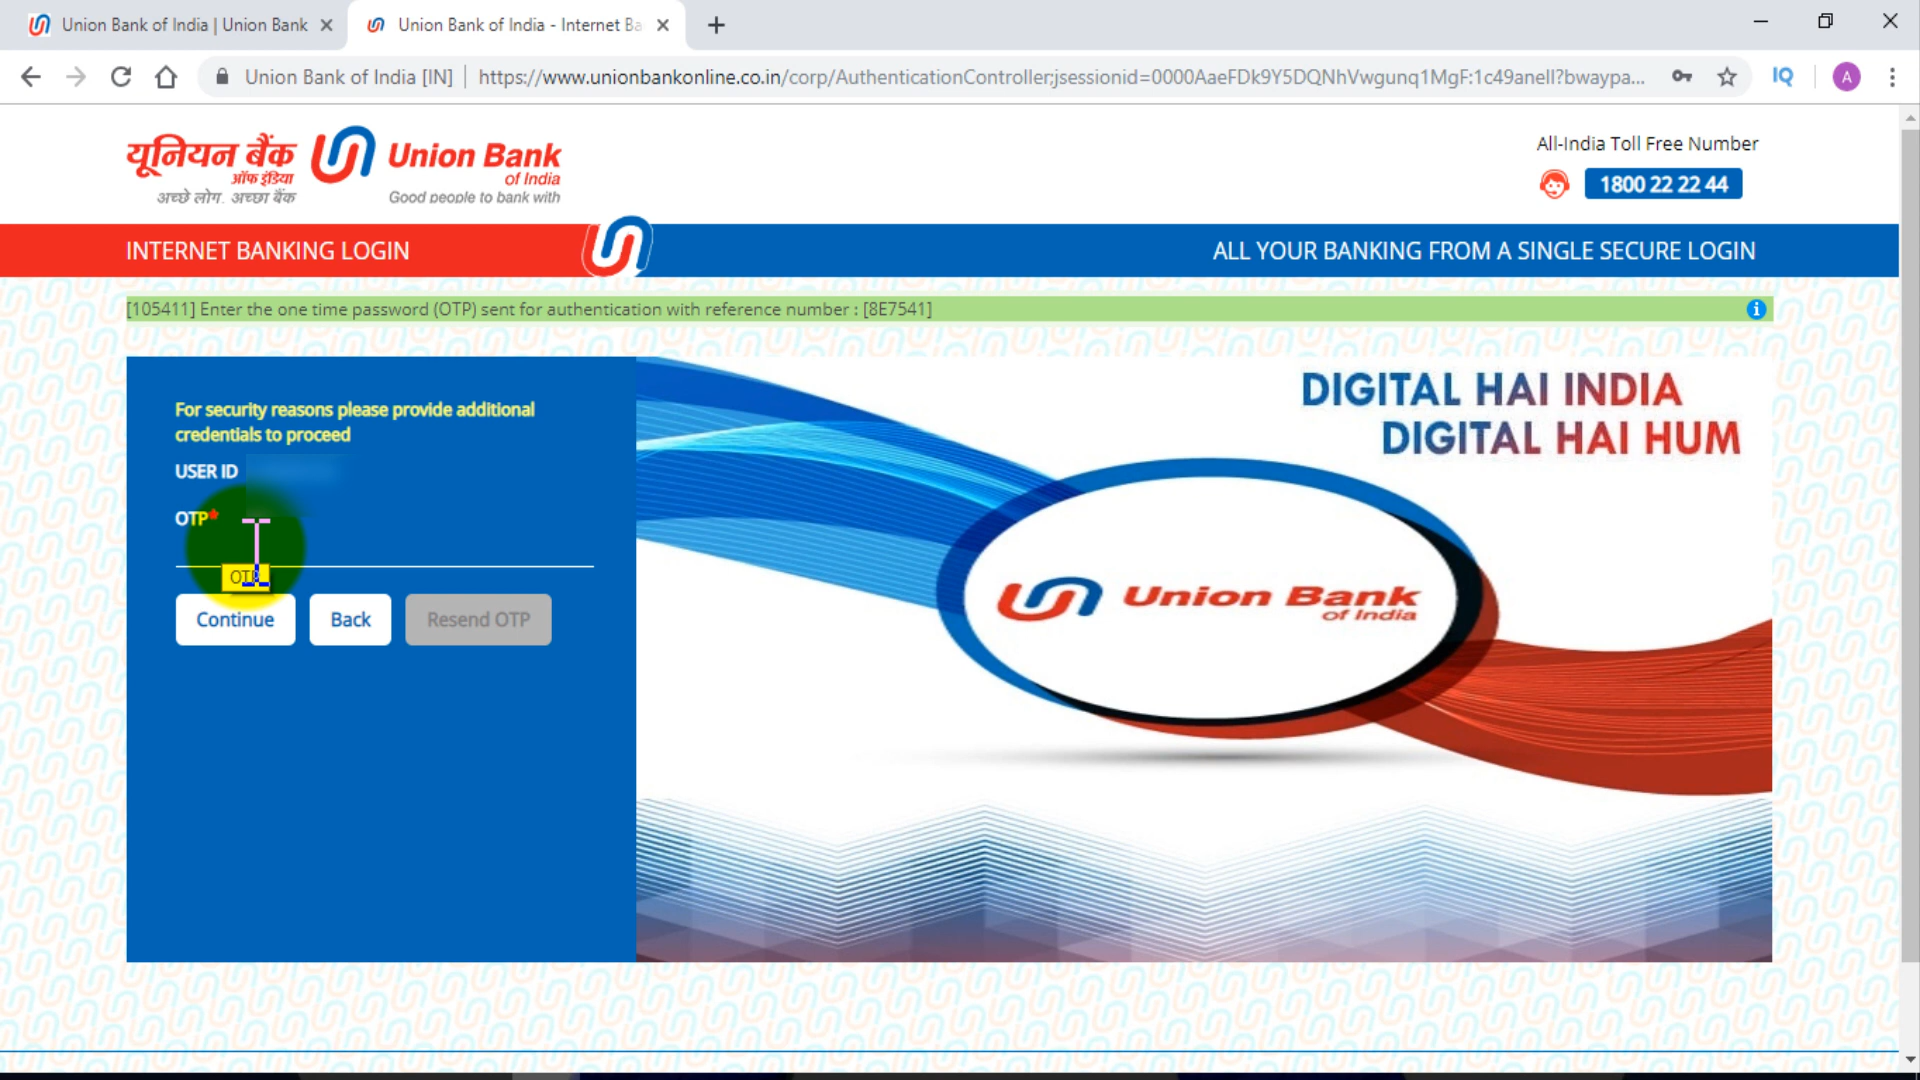 Union Bank of India | Union Bank
Union Bank of India - Internet Ba
Union Bank of India [IN]
https://www.unionbankonline.co.in/corp/AuthenticationController;jsessionid=0000AaeFDk9Y5DQNhVwgunq1MgF:1c49anell?bwaypa...
IQ
A
यूनियन बैंक
ऑफ इंडिया
अच्छे लोग. अच्छा बैंक
Union Bank
of India
Good people to bank with
All-India Toll Free Number
1800 22 22 44
INTERNET BANKING LOGIN
ALL YOUR BANKING FROM A SINGLE SECURE LOGIN
[105411] Enter the one time password (OTP) sent for authentication with reference number : [8E7541]
For security reasons please provide additional
credentials to proceed
USER ID
OTP*
OTP
Continue
Back
Resend OTP
DIGITAL HAI INDIA
DIGITAL HAI HUM
Union Bank
of India